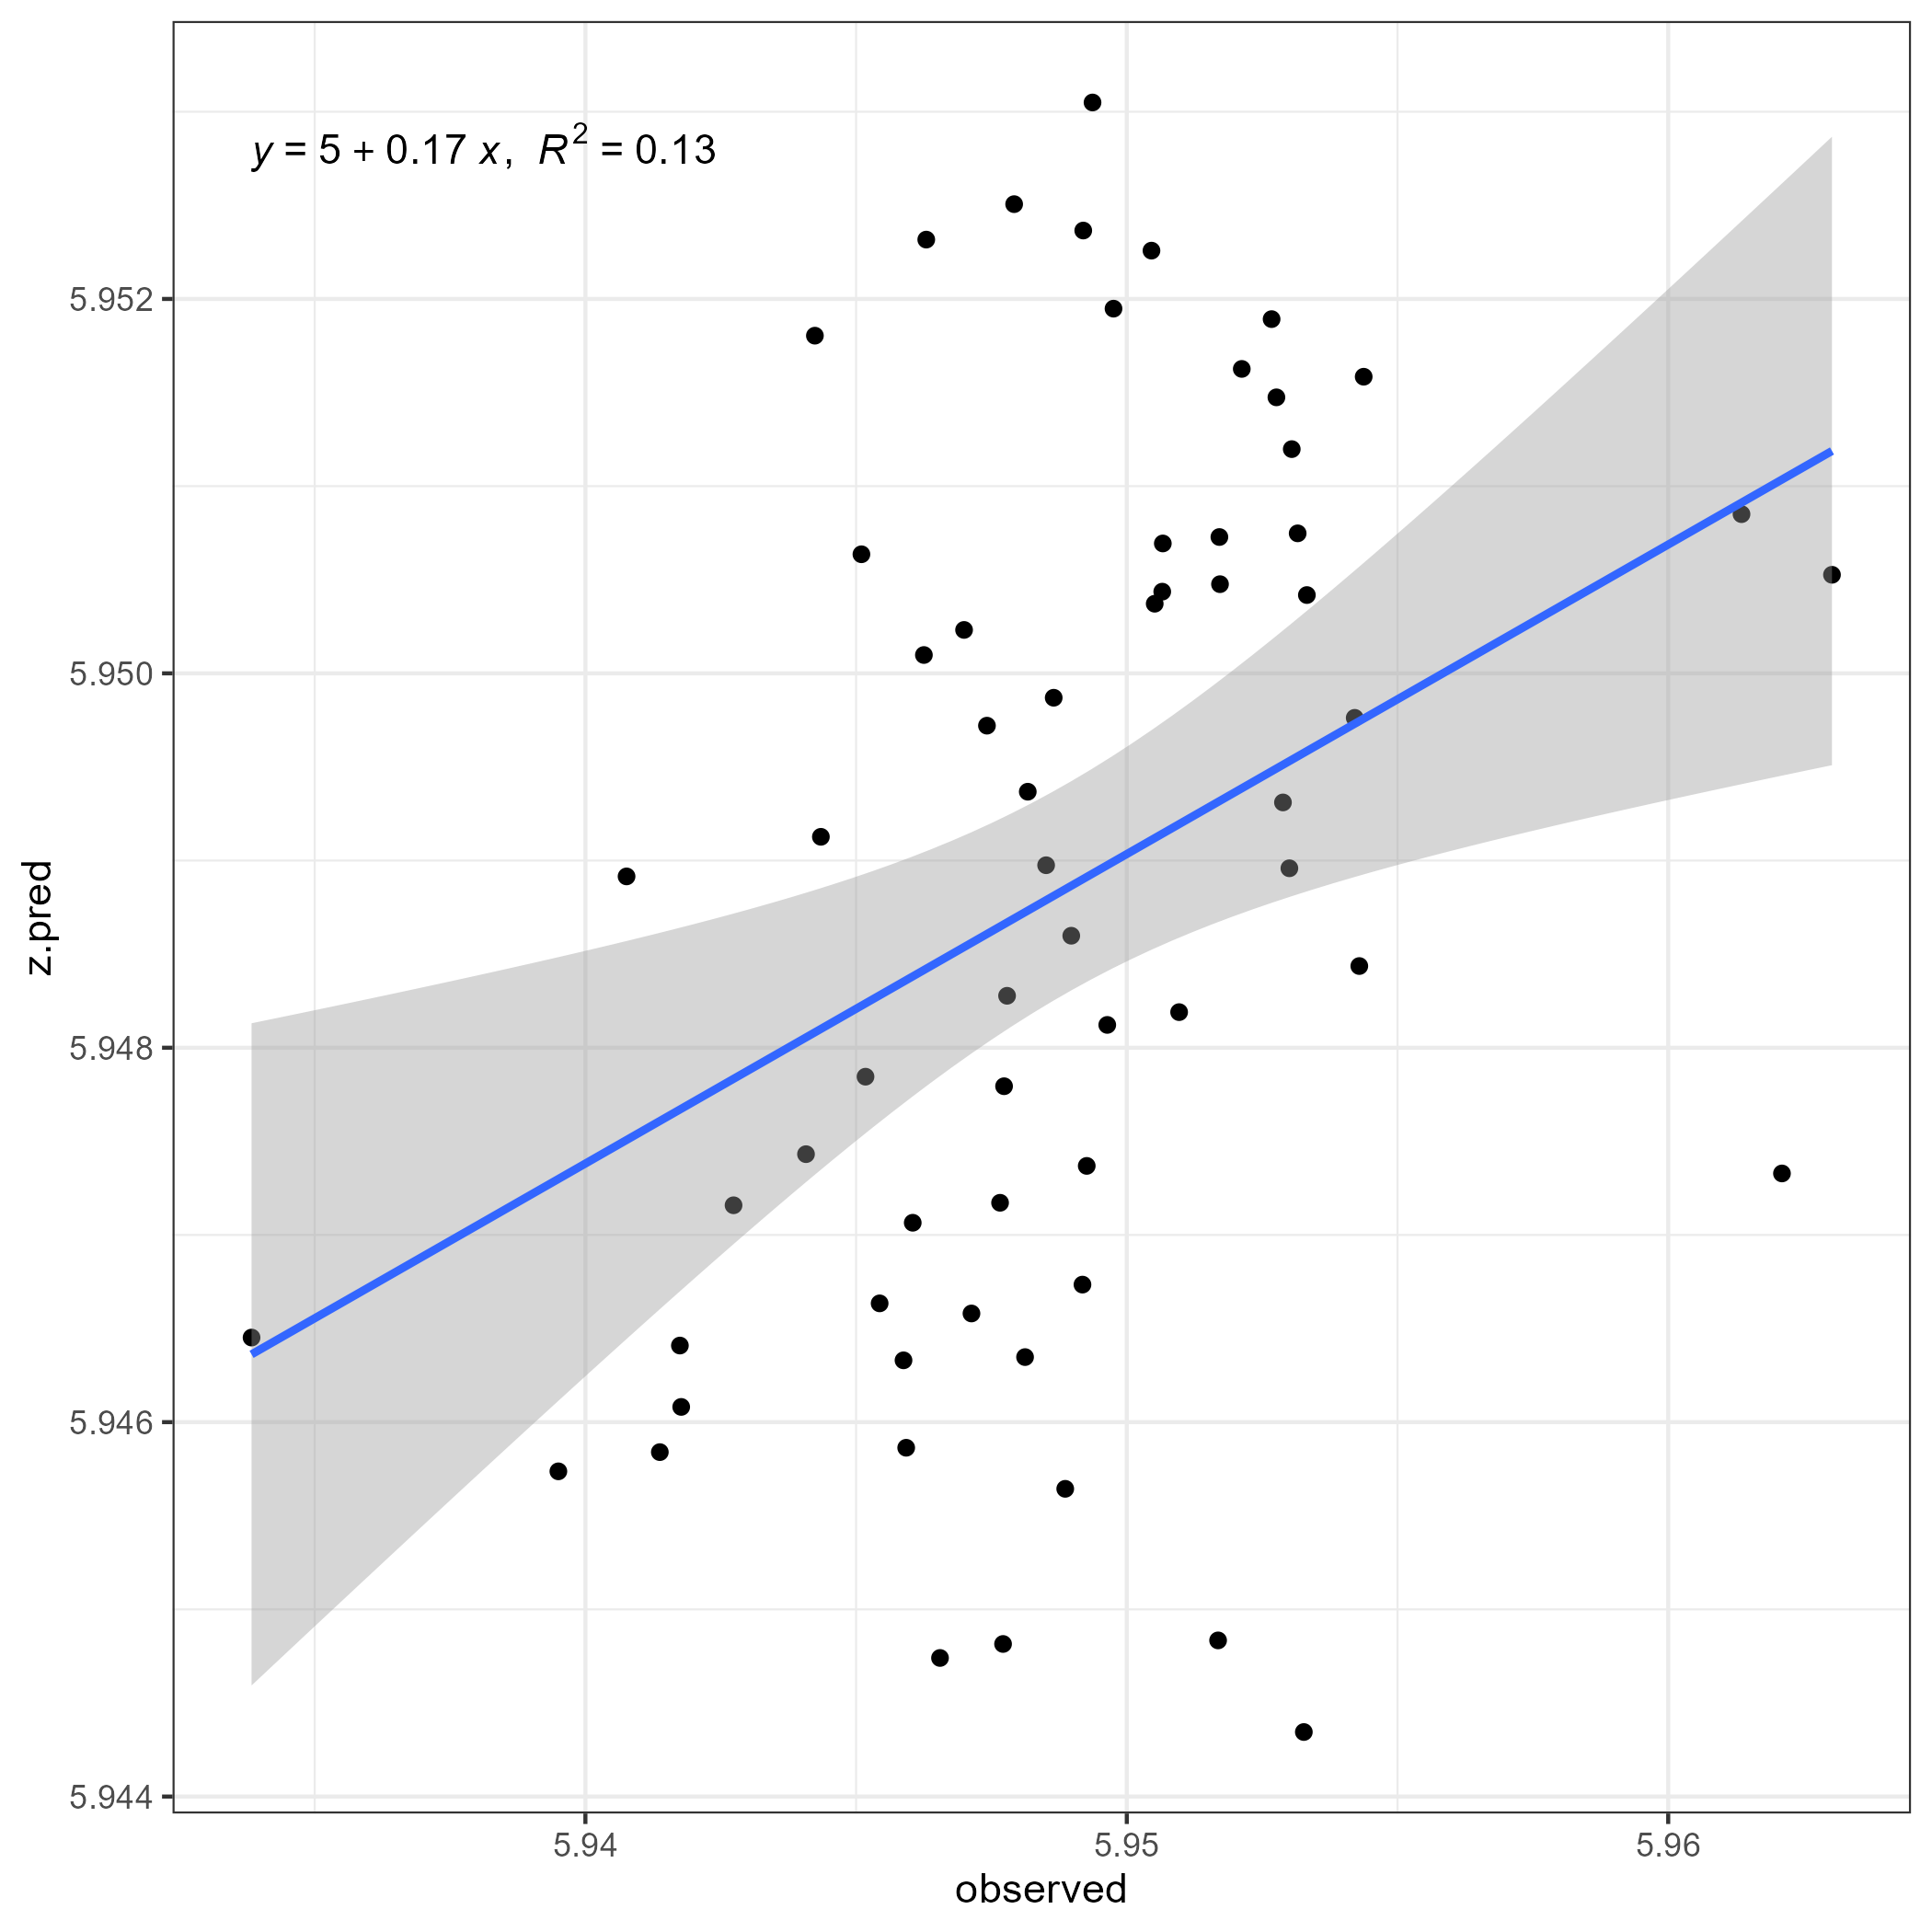 y = 5 + 0.17 x, R² = 0.13
5.952
5.950
5.948
5.946
5.944
z.pred
5.94 5.95 5.96
observed